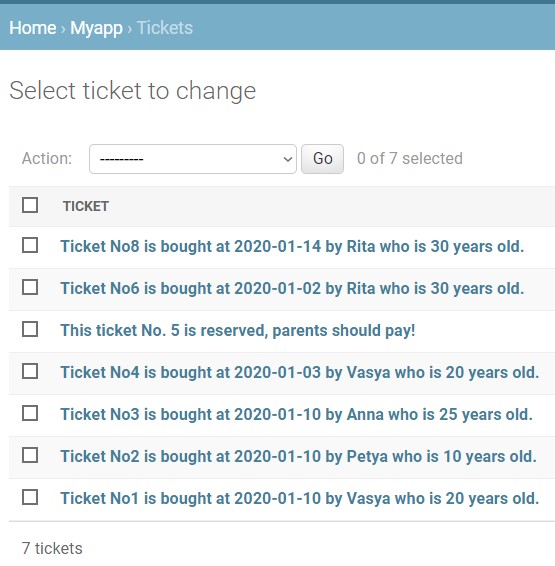 Home › Myapp › Tickets
Select ticket to change
Action: --------- Go 0 of 7 selected
TICKET
Ticket No8 is bought at 2020-01-14 by Rita who is 30 years old.
Ticket No6 is bought at 2020-01-02 by Rita who is 30 years old.
This ticket No. 5 is reserved, parents should pay!
Ticket No4 is bought at 2020-01-03 by Vasya who is 20 years old.
Ticket No3 is bought at 2020-01-10 by Anna who is 25 years old.
Ticket No2 is bought at 2020-01-10 by Petya who is 10 years old.
Ticket No1 is bought at 2020-01-10 by Vasya who is 20 years old.
7 tickets